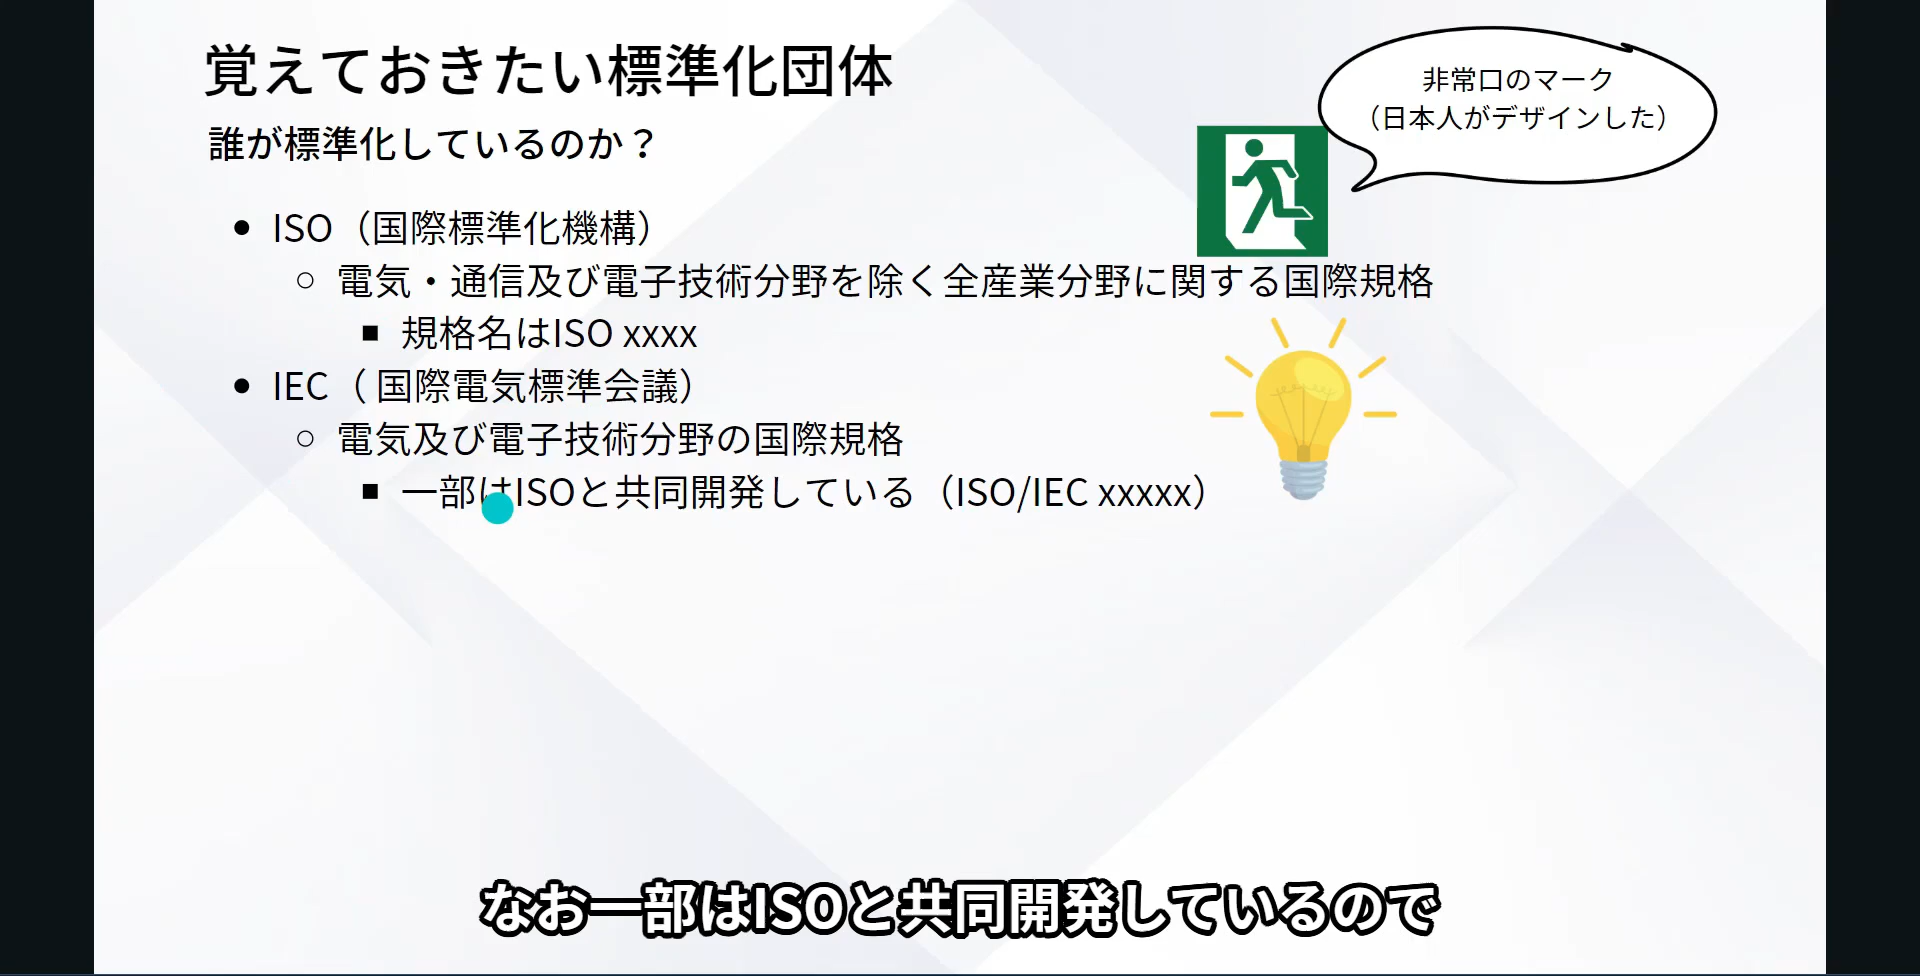 覚えておきたい標準化団体
誰が標準化しているのか？
非常口のマーク
（日本人がデザインした）
ISO（国際標準化機構）
電気・通信及び電子技術分野を除く全産業分野に関する国際規格
規格名はISO xxxx
IEC（ 国際電気標準会議）
電気及び電子技術分野の国際規格
一部はISOと共同開発している（ISO/IEC xxxxx）
なお一部はISOと共同開発しているので